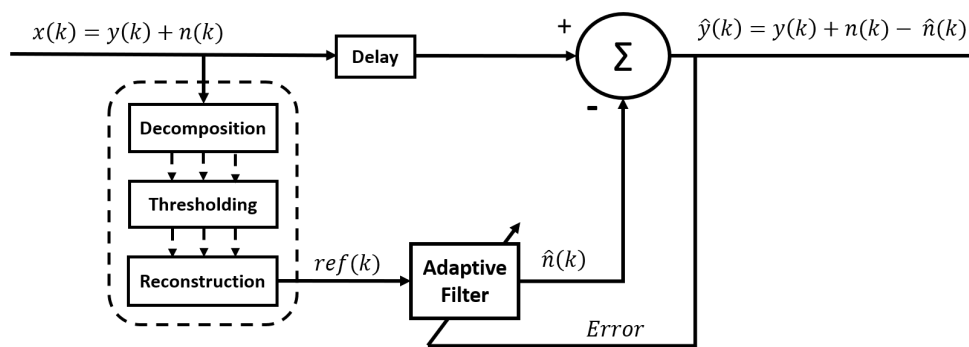 x(k) = y(k) + n(k)
Delay
+
Σ
-
ŷ(k) = y(k) + n(k) − n̂(k)
Decomposition
Thresholding
Reconstruction
ref(k)
Adaptive
Filter
n̂(k)
Error